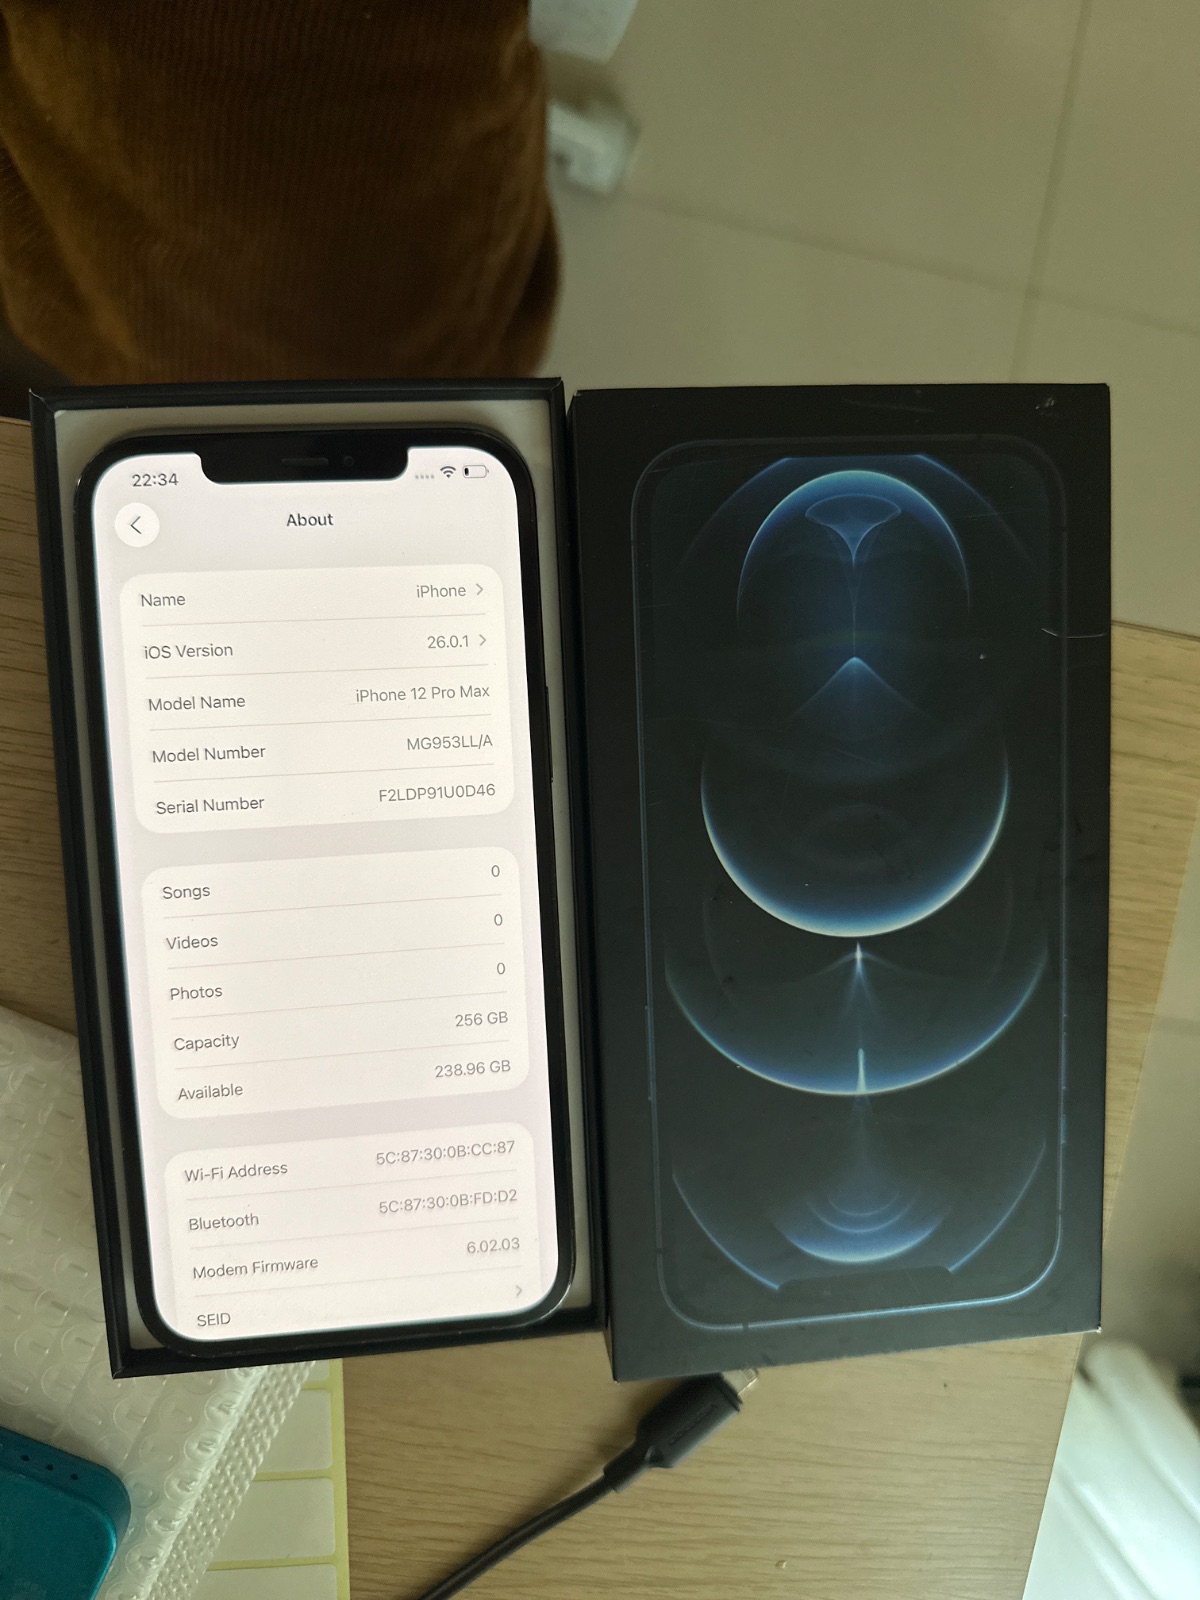 22:34
About
Name iPhone
iOS Version 26.0.1
Model Name iPhone 12 Pro Max
Model Number MG953LL/A
Serial Number F2LDP91U0D46
Songs 0
Videos 0
Photos 0
Capacity 256 GB
Available 238.96 GB
Wi-Fi Address 5C:87:30:0B:CC:87
Bluetooth 5C:87:30:0B:FD:D2
Modem Firmware 6.02.03
SEID